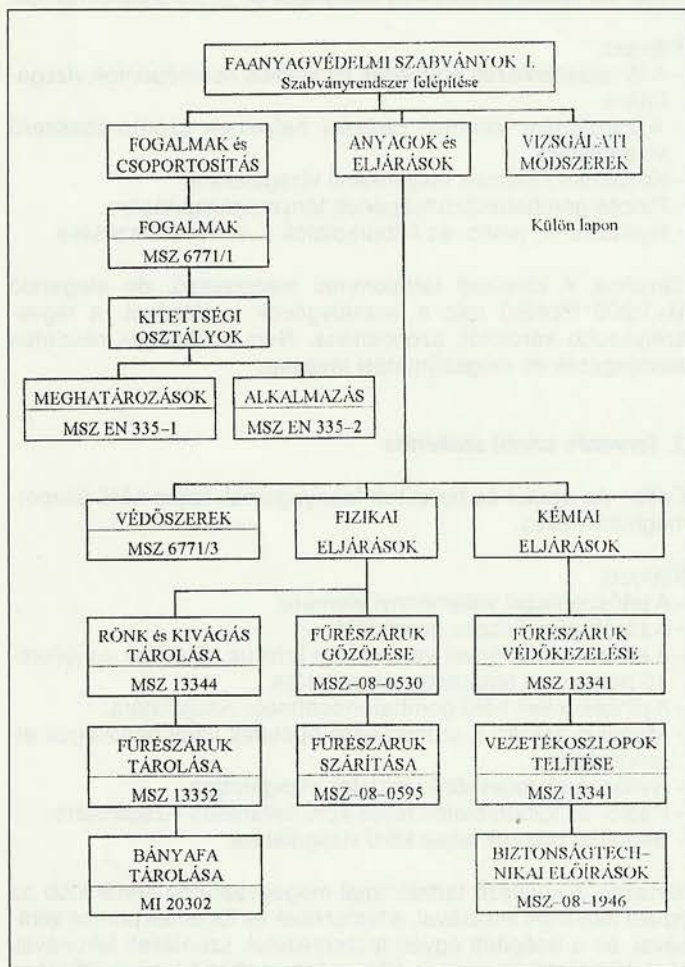 FAANYAGVÉDELMI SZABVÁNYOK I.
Szabványrendszer felépítése
FOGALMAK és
CSOPORTOSÍTÁS
ANYAGOK és
ELJÁRÁSOK
VIZSGÁLATI
MÓDSZEREK
Külön lapon
FOGALMAK
MSZ 6771/1
KITETTSÉGI
OSZTÁLYOK
MEGHATÁROZÁSOK
MSZ EN 335-1
ALKALMAZÁS
MSZ EN 335-2
VÉDŐSZEREK
MSZ 6771/3
FIZIKAI
ELJÁRÁSOK
KÉMIAI
ELJÁRÁSOK
RÖNK és KIVÁGÁS
TÁROLÁSA
MSZ 13344
FŰRÉSZÁRUK
GŐZÖLÉSE
MSZ-08-0530
FŰRÉSZÁRUK
VÉDŐKEZELÉSE
MSZ 13341
FŰRÉSZÁRUK
TÁROLÁSA
MSZ 13352
FŰRÉSZÁRUK
SZÁRÍTÁSA
MSZ-08-0595
VEZETÉKOSZLOPOK
TELÍTÉSE
MSZ 13341
BÁNYAFA
TÁROLÁSA
MI 20302
BIZTONSÁGTECH-
NIKAI ELŐÍRÁSOK
MSZ-08-1946